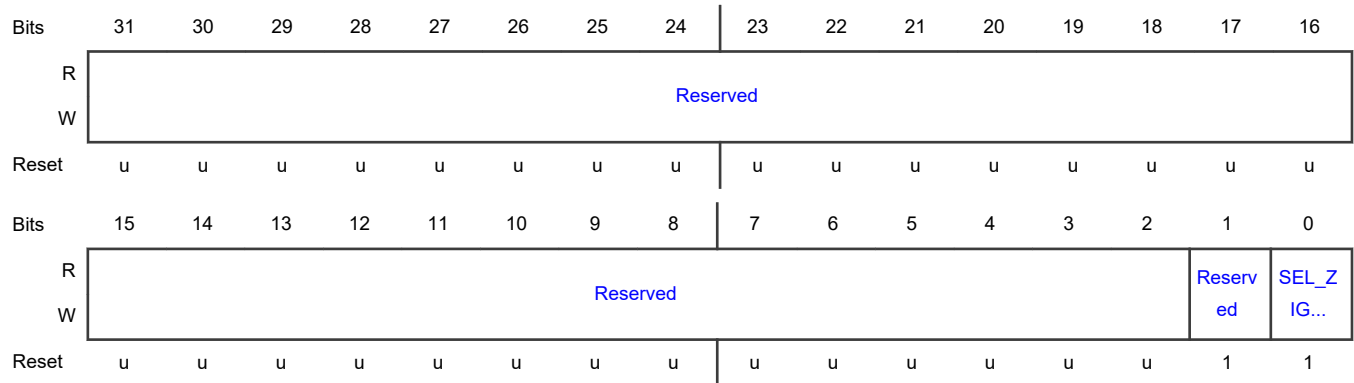 Bits 31 30 29 28 27 26 25 24 23 22 21 20 19 18 17 16
R
Reserved
W
Reset u u u u u u u u u u u u u u u u
Bits 15 14 13 12 11 10 9 8 7 6 5 4 3 2 1 0
R
Reserved Reserv SEL_Z
W ed IG...
Reset u u u u u u u u u u u u u u 1 1